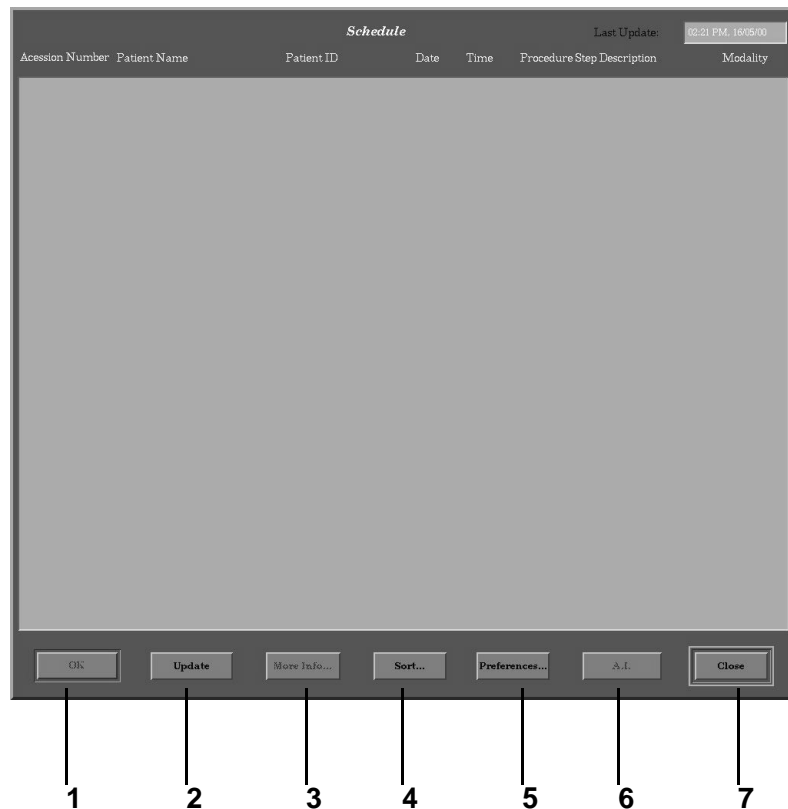 Schedule Last Update: 02:21 PM, 16/05/00
Acession Number Patient Name Patient ID Date Time Procedure Step Description Modality
OK Update More Info... Sort... Preferences... A.I. Close
1 2 3 4 5 6 7